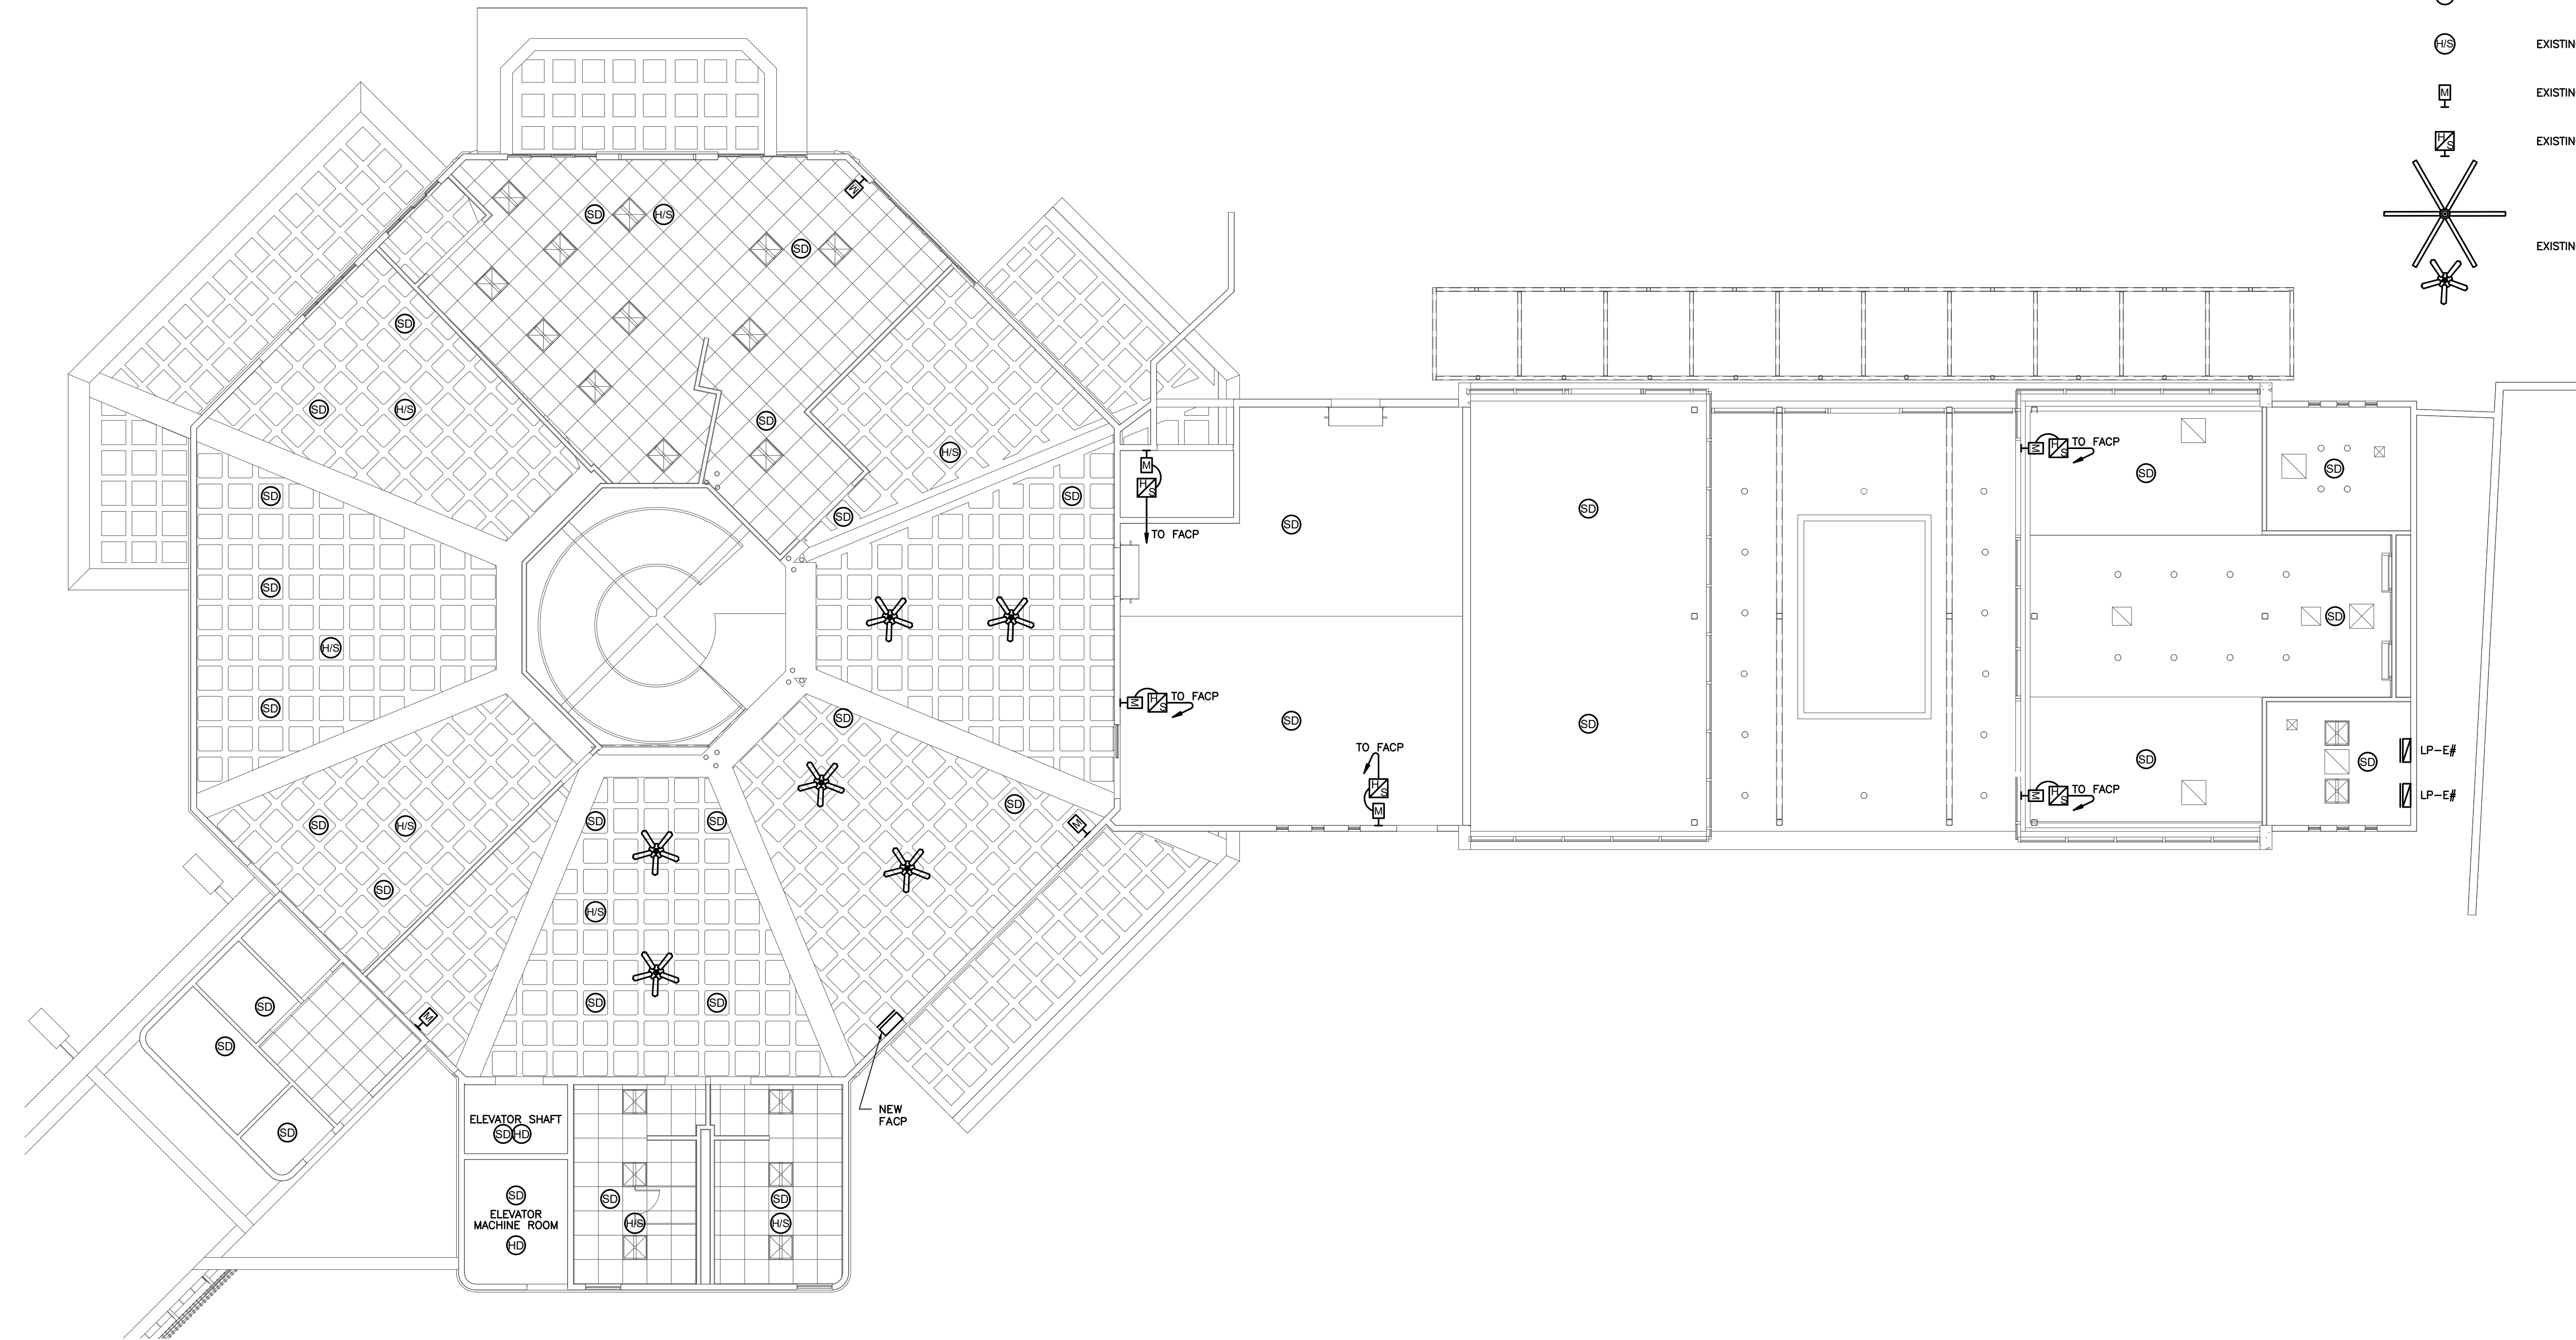 H/S EXISTIN
M EXISTIN
H/S EXISTIN
EXISTIN
M
SD H/S
SD
SD
SD H/S
SD
H/S
SD
SD
SD
SD
H/S
SD
M
H/S
TO FACP
SD
SD
M H/S TO FACP
SD
SD
M H/S TO FACP
SD
SD
SD
M H/S TO FACP
SD
SD
LP-E#
LP-E#
TO FACP
H/S
M
SD
SD
M
SD
SD
H/S
SD
SD
SD
H/S
SD
SD
M
SD
SD
SD
NEW
FACP
ELEVATOR SHAFT
SD HD
SD
ELEVATOR
MACHINE ROOM
HD
SD
H/S
SD
H/S